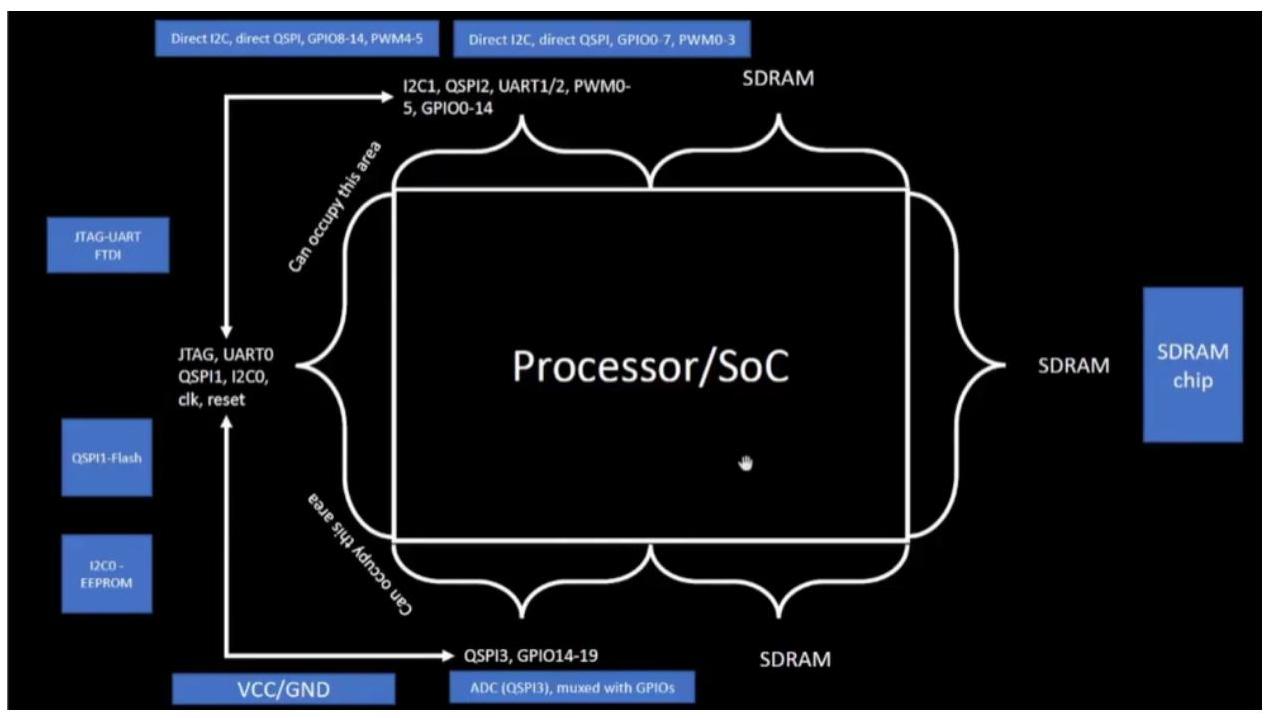 Direct I2C, direct QSPI, GPIO8-14, PWM4-5
Direct I2C, direct QSPI, GPIO0-7, PWM0-3
I2C1, QSPI2, UART1/2, PWM0-
5, GPIO0-14
SDRAM
Can occupy this area
JTAG-UART
FTDI
JTAG, UART0
QSPI1, I2C0,
clk, reset
Processor/SoC
SDRAM
SDRAM
chip
QSPI1-Flash
I2C0 -
EEPROM
Can occupy this area
QSPI3, GPIO14-19
SDRAM
VCC/GND
ADC (QSPI3), muxed with GPIOs